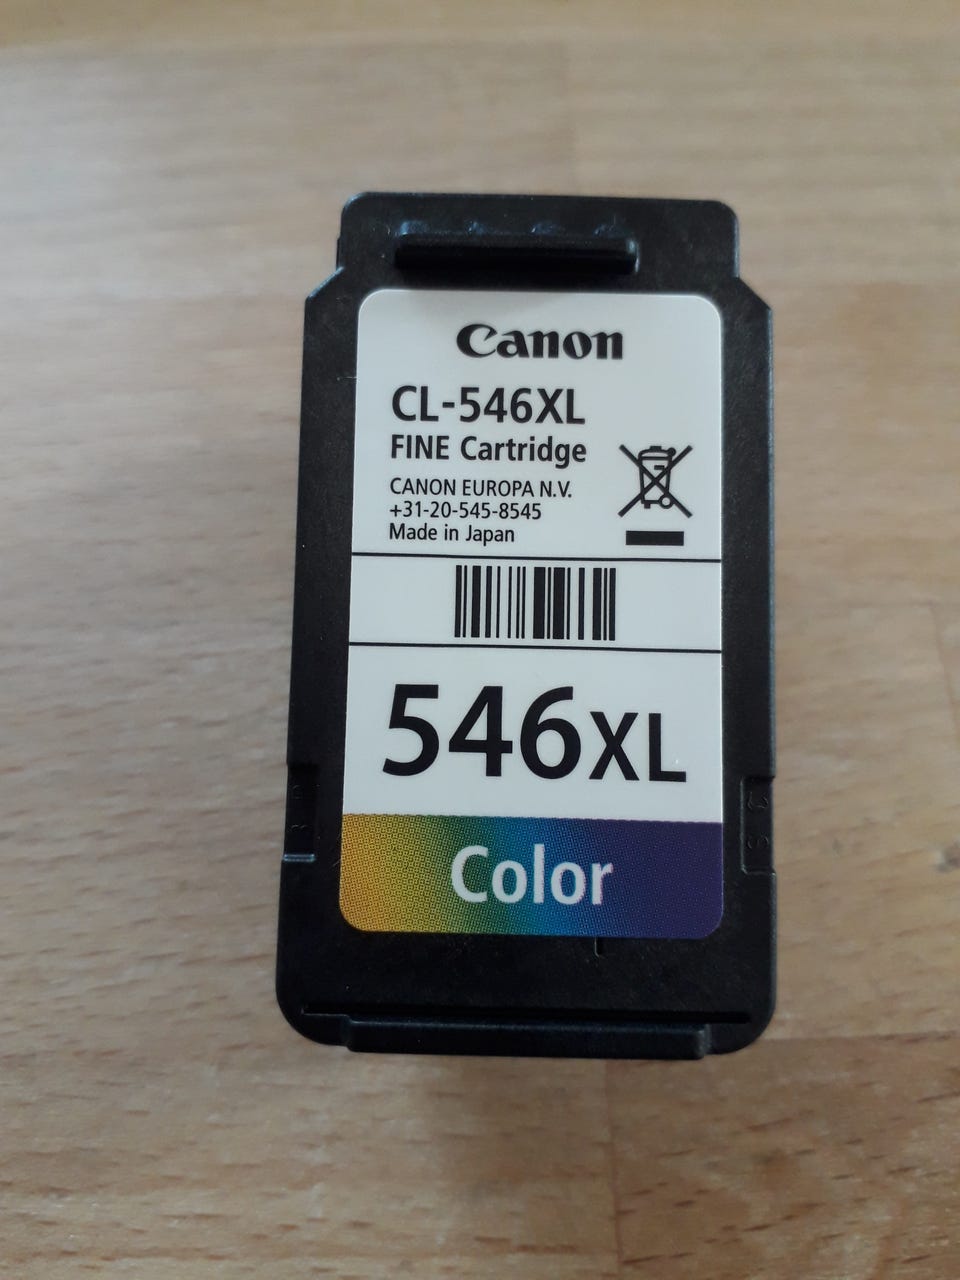 Canon
CL-546XL
FINE Cartridge
CANON EUROPA N.V.
+31-20-545-8545
Made in Japan
546XL
Color